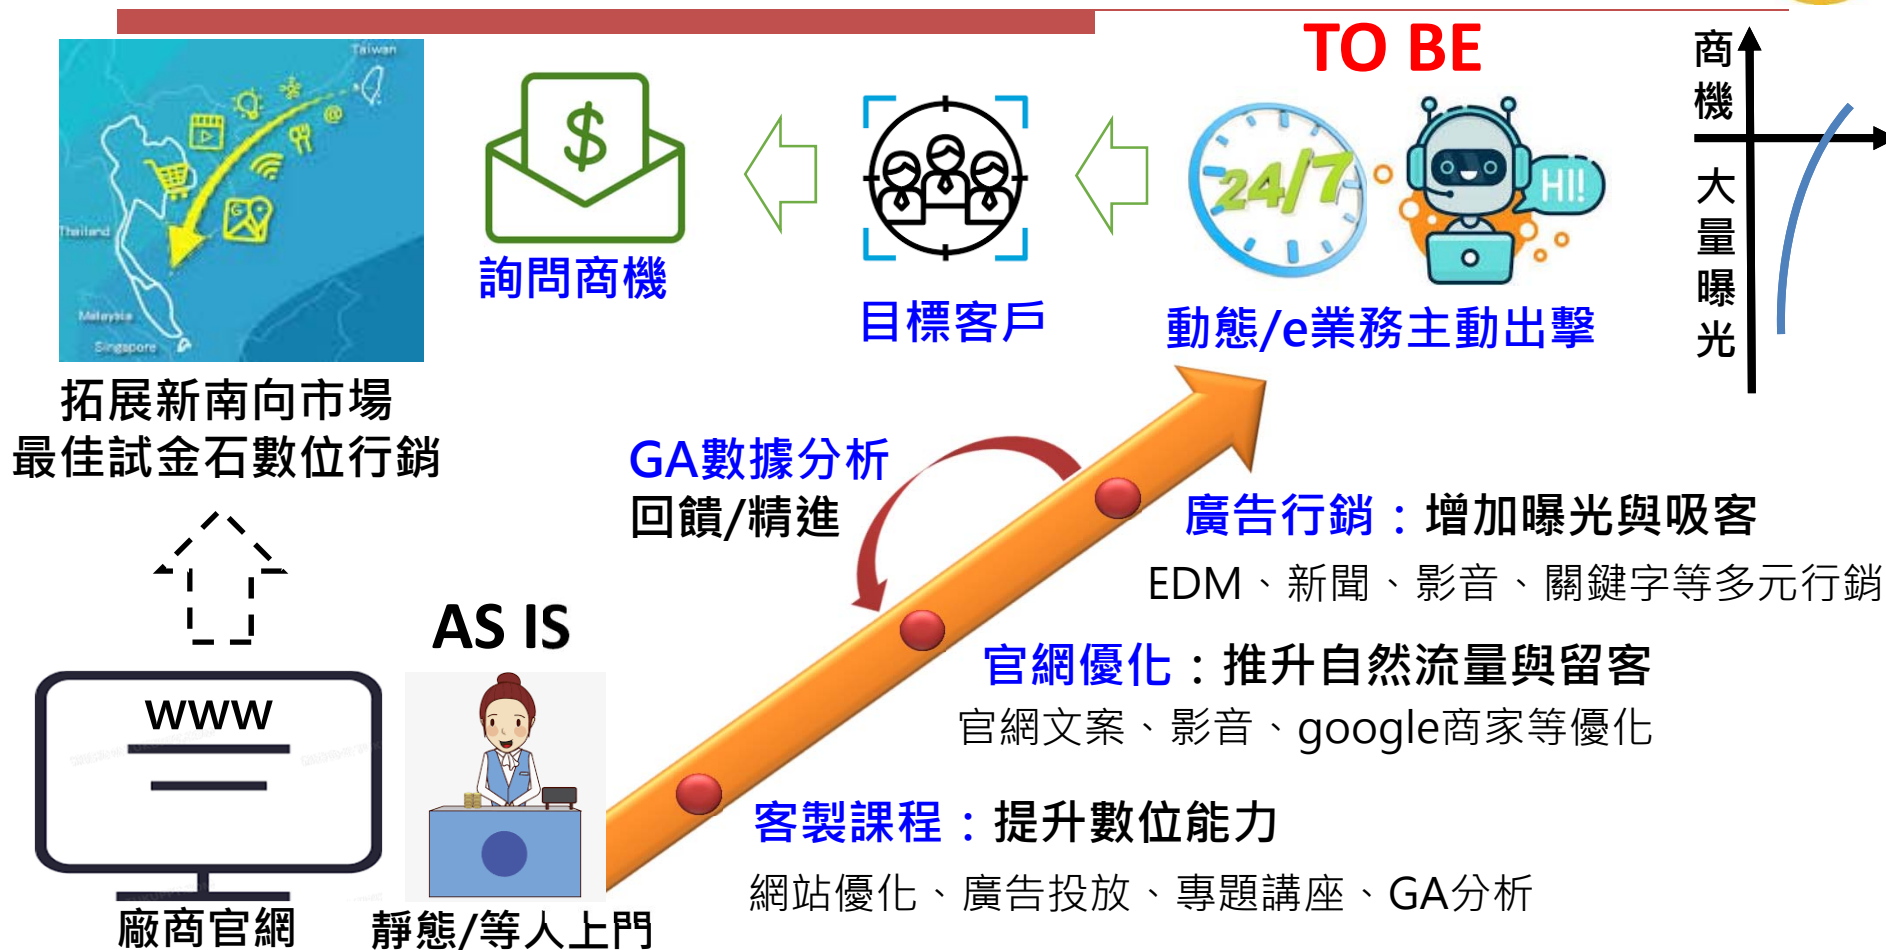 TO BE
商機
大量曝光
Taiwan
Thailand
Malaysia
Singapore
$
24/7
HI!
詢問商機
目標客戶
動態/e業務主動出擊
拓展新南向市場
最佳試金石數位行銷
GA數據分析
回饋/精進
廣告行銷：增加曝光與吸客
EDM、新聞、影音、關鍵字等多元行銷
AS IS
官網優化：推升自然流量與留客
官網文案、影音、google商家等優化
www
客製課程：提升數位能力
網站優化、廣告投放、專題講座、GA分析
廠商官網
靜態/等人上門